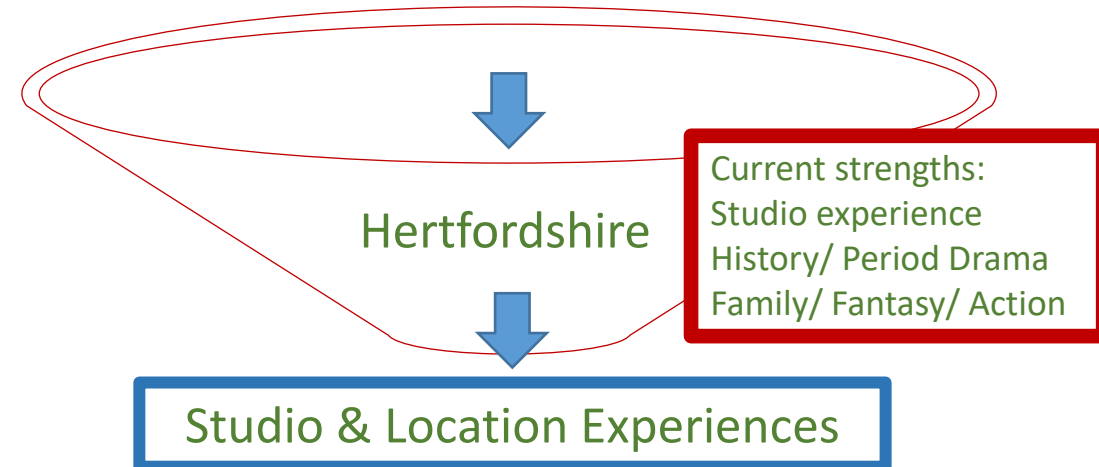 Hertfordshire
Current strengths:
Studio experience
History/ Period Drama
Family/ Fantasy/ Action
Studio & Location Experiences